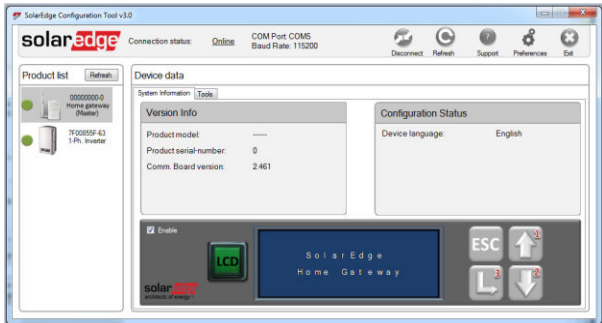 SolarEdge Configuration Tool v3.0
solaredge
Connection status: Online
COM Port: COM5
Baud Rate: 115200
Disconnect Refresh Support Preferences Exit
Product list Refresh
00000000-0
Home gateway
(Master)
7F00855F-63
1-Ph. Inverter
Device data
System Information Tools
Version Info
Product model: -----
Product serial-number: 0
Comm. Board version: 2.461
Configuration Status
Device language: English
Enable
LCD
solaredge
architects of energy
SolarEdge
Home Gateway
ESC 1
3 2